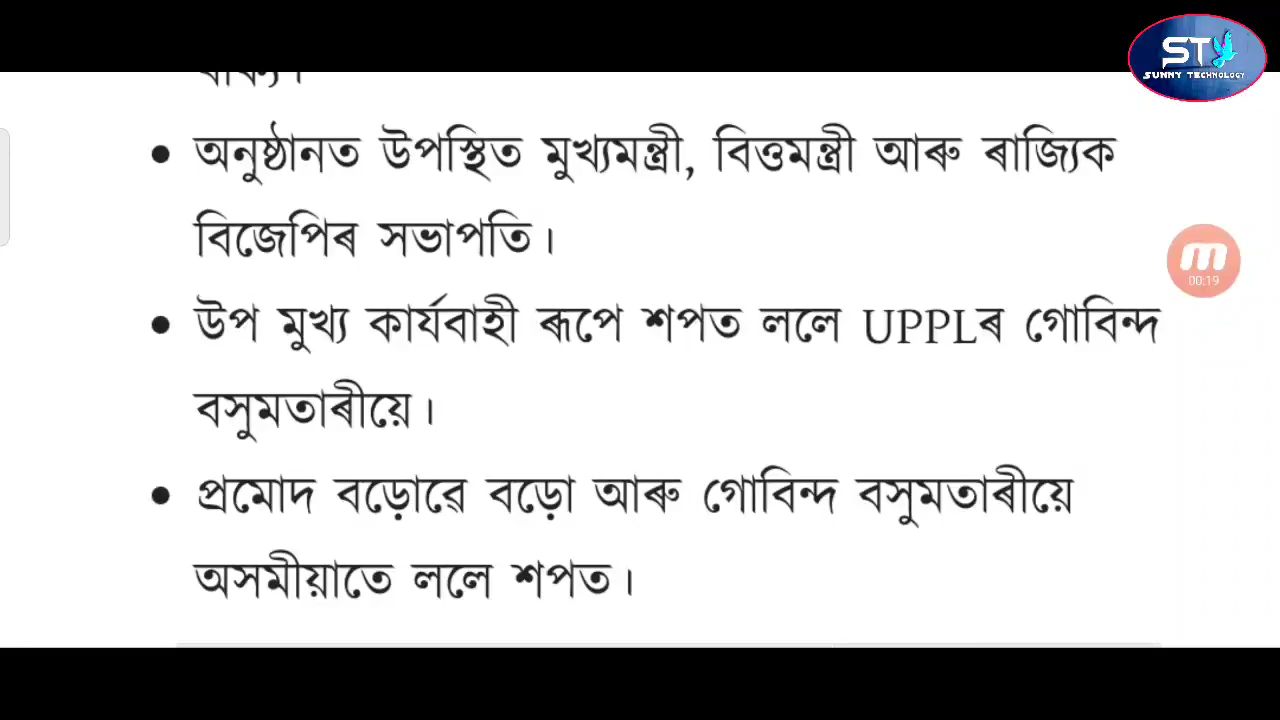 ST
SUNNY TECHNOLOGY
• অনুষ্ঠানত উপস্থিত মুখ্যমন্ত্রী, বিত্তমন্ত্রী আৰু ৰাজ্যিক
বিজেপিৰ সভাপতি।
00:19
• উপ মুখ্য কাৰ্যবাহী ৰূপে শপত ললে UPPLৰ গোবিন্দ
বসুমতাৰীয়ে।
• প্ৰমোদ বড়োৱে বড়ো আৰু গোবিন্দ বসুমতাৰীয়ে
অসমীয়াতে ললে শপত।